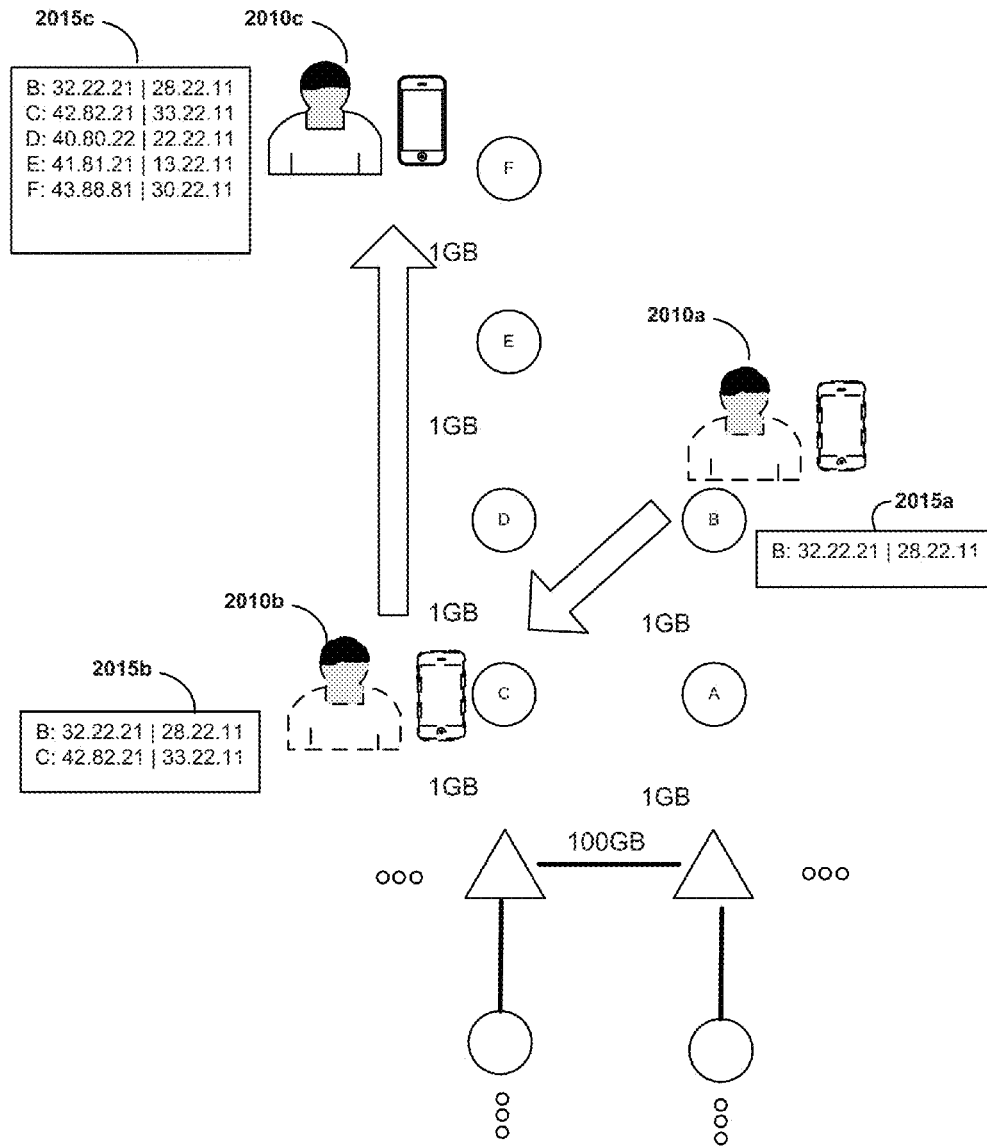 2015c
2010c
B: 32.22.21 | 28.22.11
C: 42.82.21 | 33.22.11
D: 40.80.22 | 22.22.11
E: 41.81.21 | 13.22.11
F: 43.88.81 | 30.22.11
F
1GB
2010a
E
1GB
2015a
D
B
B: 32.22.21 | 28.22.11
2010b
1GB
1GB
2015b
C
A
B: 32.22.21 | 28.22.11
C: 42.82.21 | 33.22.11
1GB
1GB
100GB